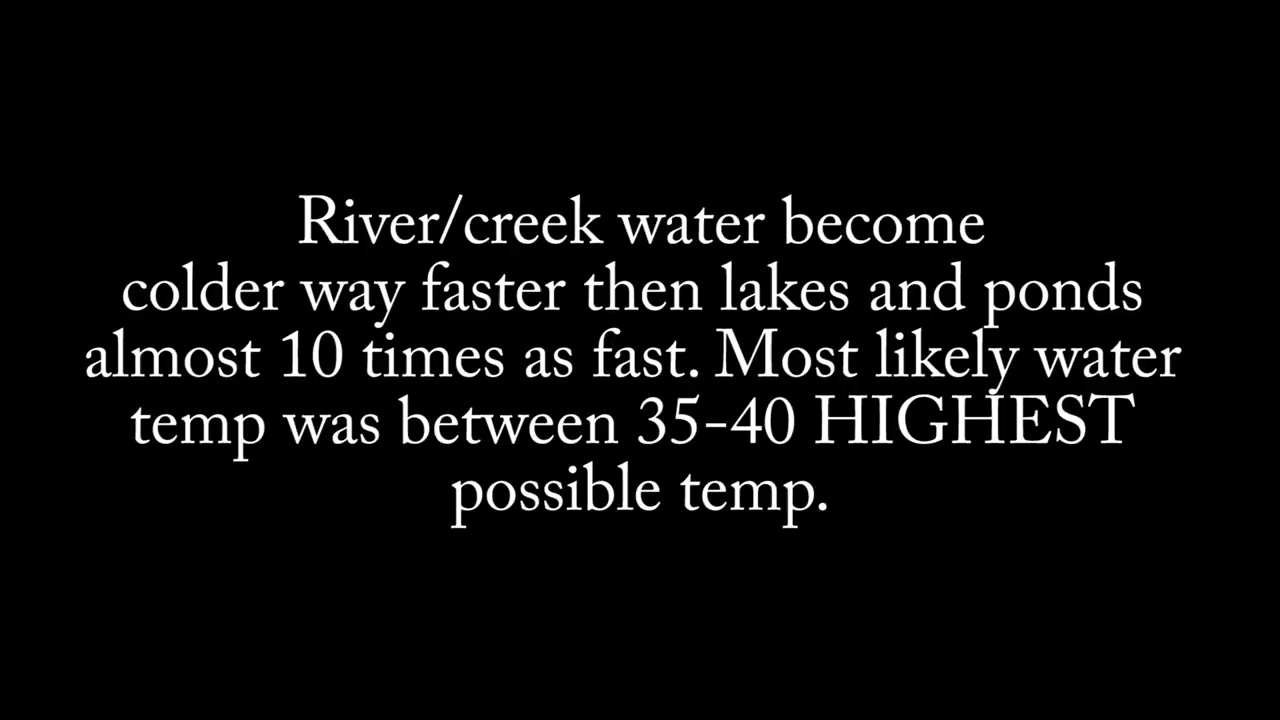 River/creek water become
colder way faster then lakes and ponds
almost 10 times as fast. Most likely water
temp was between 35-40 HIGHEST
possible temp.